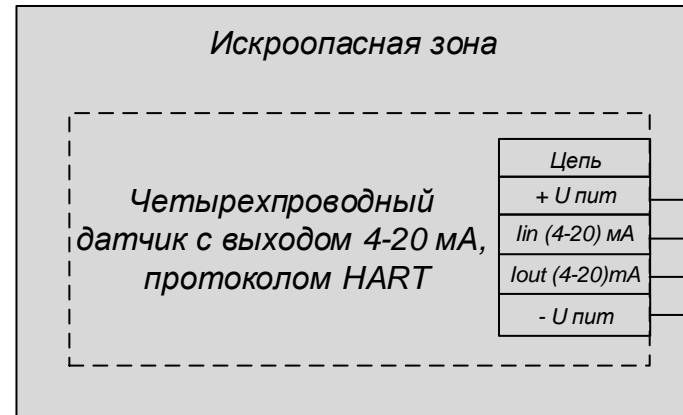 Искроопасная зона
Четырехпроводный
датчик с выходом 4-20 мА,
протоколом HART
Цепь
+ U пит
Iin (4-20) мА
Iout (4-20)mA
- U пит